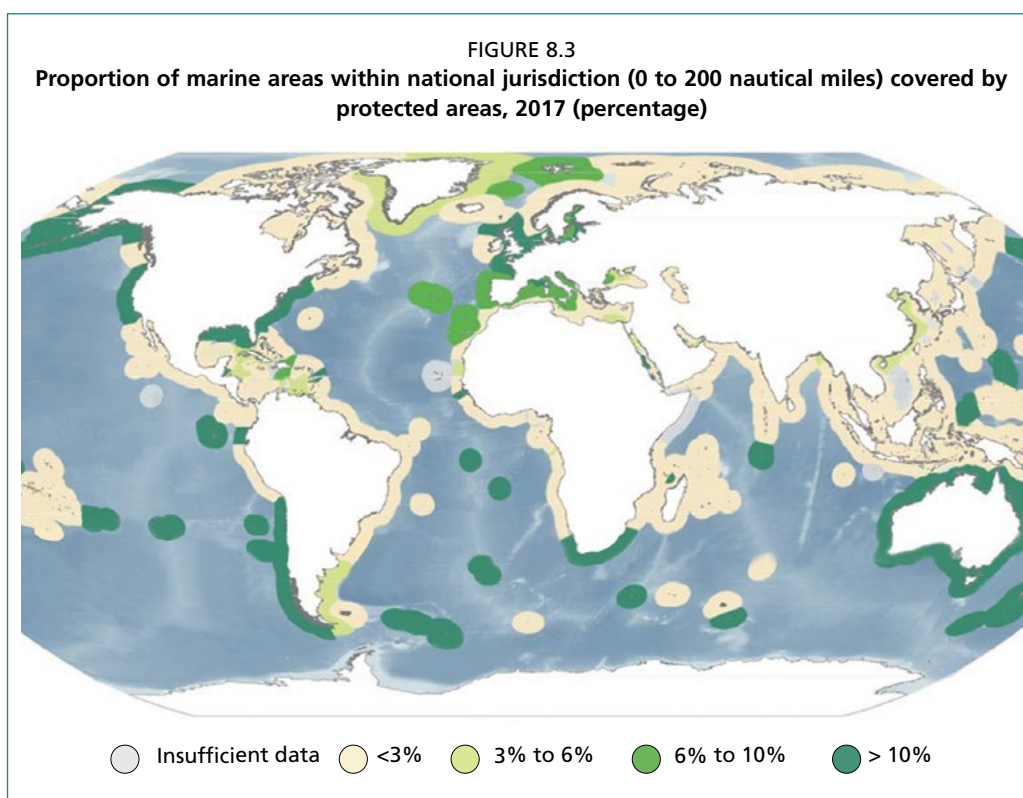 FIGURE 8.3
Proportion of marine areas within national jurisdiction (0 to 200 nautical miles) covered by
protected areas, 2017 (percentage)
Insufficient data <3% 3% to 6% 6% to 10% > 10%